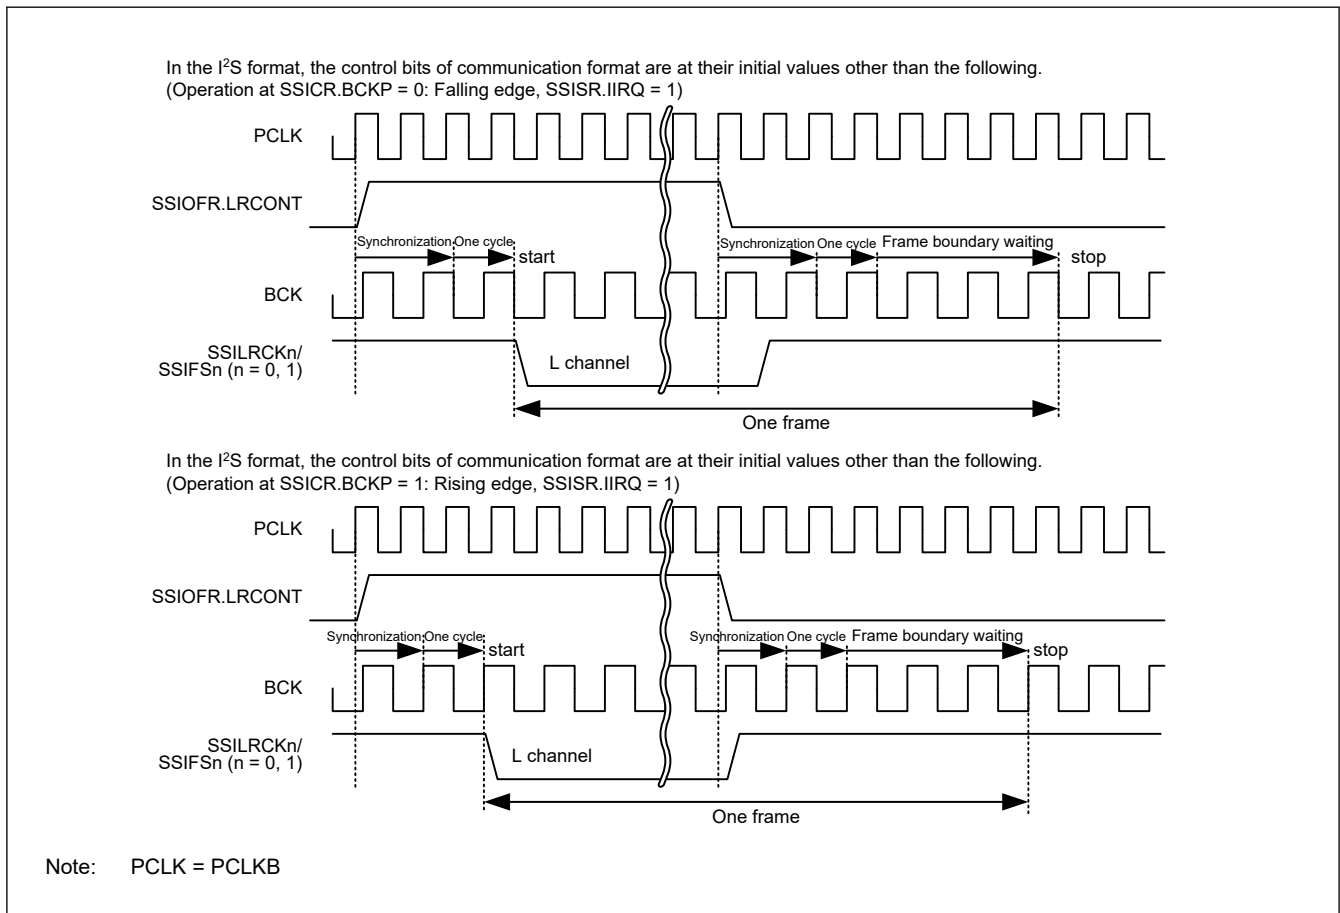 In the I²S format, the control bits of communication format are at their initial values other than the following.
(Operation at SSICR.BCKP = 0: Falling edge, SSISR.IIRQ = 1)
PCLK
SSIOFR.LRCONT
Synchronization One cycle Synchronization One cycle Frame boundary waiting
start stop
BCK
SSILRCKn/
SSIFSn (n = 0, 1)
L channel
One frame
In the I²S format, the control bits of communication format are at their initial values other than the following.
(Operation at SSICR.BCKP = 1: Rising edge, SSISR.IIRQ = 1)
PCLK
SSIOFR.LRCONT
Synchronization One cycle Synchronization One cycle Frame boundary waiting
start stop
BCK
SSILRCKn/
SSIFSn (n = 0, 1)
L channel
One frame
Note: PCLK = PCLKB